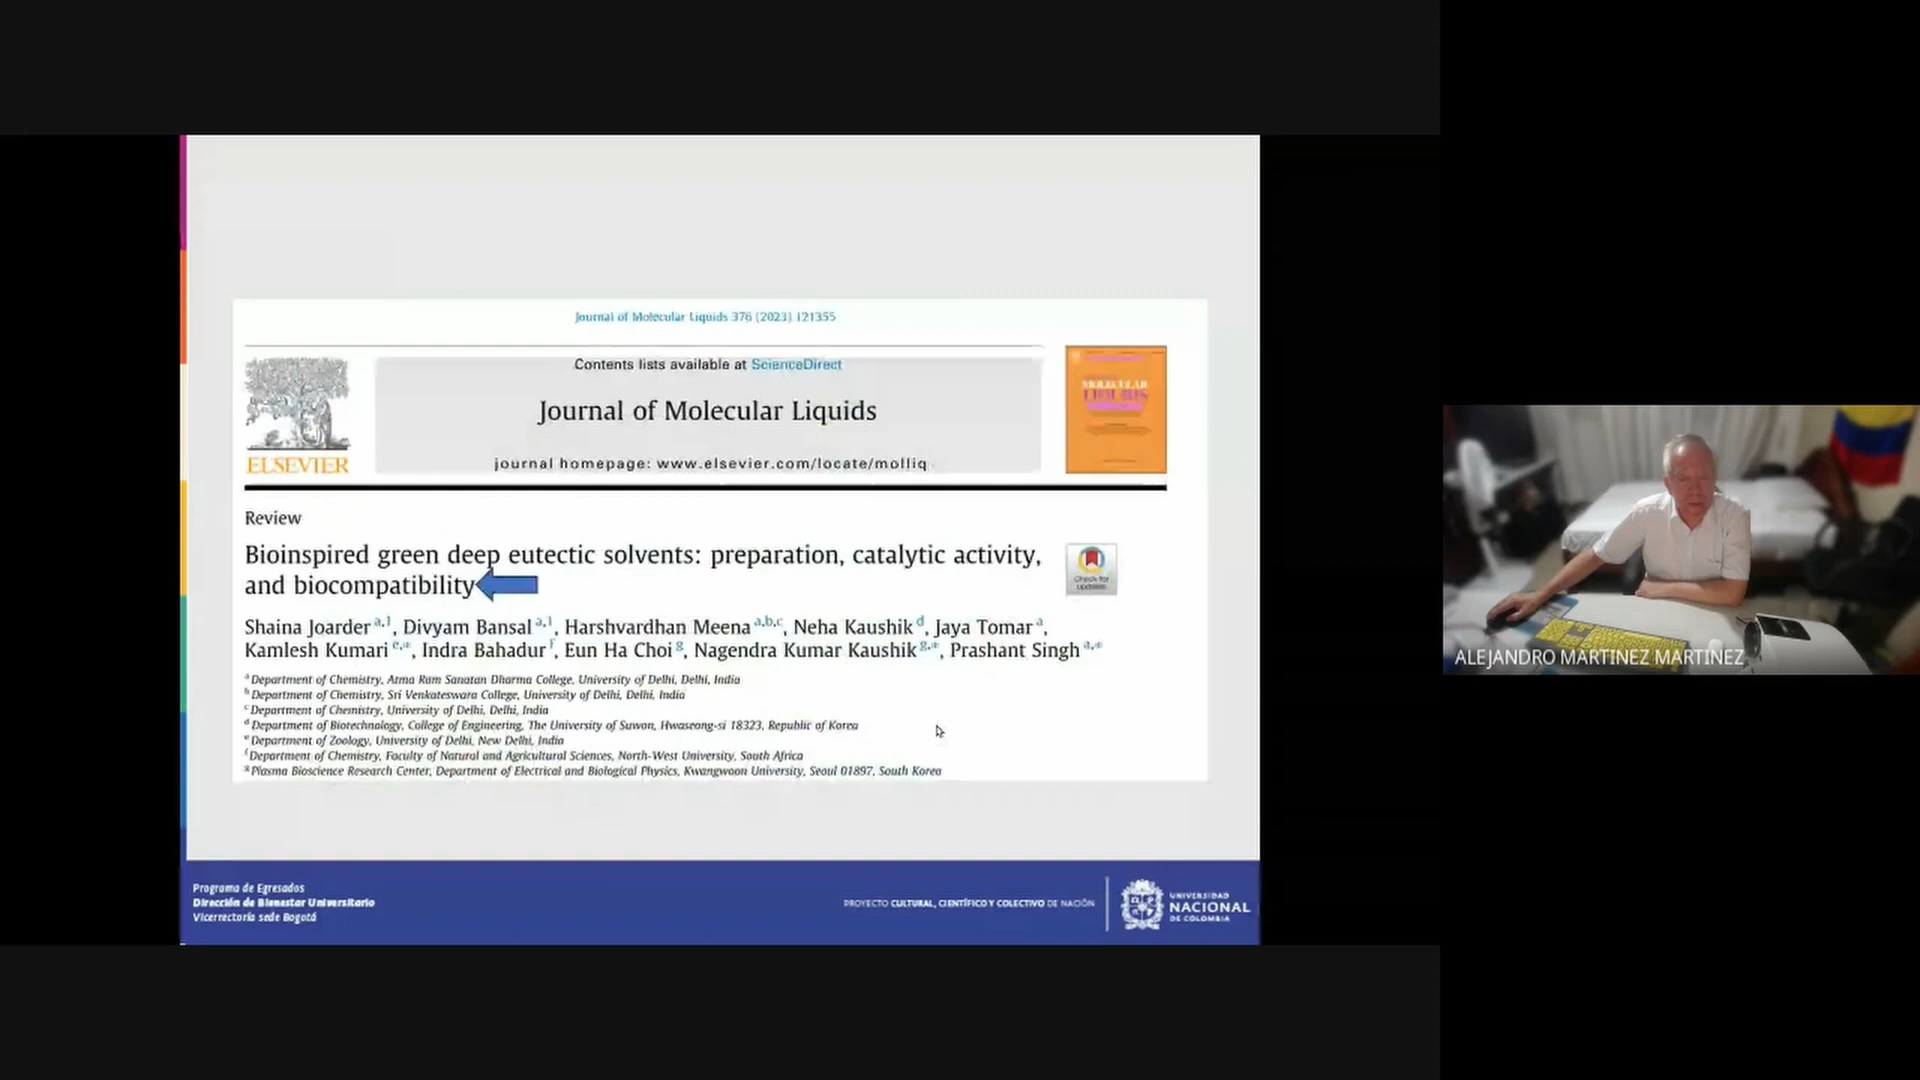 Journal of Molecular Liquids 376 (2023) 121355
Contents lists available at ScienceDirect
Journal of Molecular Liquids
journal homepage: www.elsevier.com/locate/molliq
ELSEVIER
MOLECULAR
LIQUIDS
Review
Bioinspired green deep eutectic solvents: preparation, catalytic activity,
and biocompatibility
Check for
updates
Shaina Joarder a,1, Divyam Bansal a,1, Harshvardhan Meena a,b,c, Neha Kaushik d, Jaya Tomar a,
Kamlesh Kumari e,*, Indra Bahadur f, Eun Ha Choi g, Nagendra Kumar Kaushik g,*, Prashant Singh a,*
a Department of Chemistry, Atma Ram Sanatan Dharma College, University of Delhi, Delhi, India
b Department of Chemistry, Sri Venkateswara College, University of Delhi, Delhi, India
c Department of Chemistry, University of Delhi, Delhi, India
d Department of Biotechnology, College of Engineering, The University of Suwon, Hwaseong-si 18323, Republic of Korea
e Department of Zoology, University of Delhi, New Delhi, India
f Department of Chemistry, Faculty of Natural and Agricultural Sciences, North-West University, South Africa
g Plasma Bioscience Research Center, Department of Electrical and Biological Physics, Kwangwoon University, Seoul 01897, South Korea
Programa de Egresados
Dirección de Bienestar Universitario
Vicerrectoría sede Bogotá
PROYECTO CULTURAL, CIENTÍFICO Y COLECTIVO DE NACIÓN
UNIVERSIDAD
NACIONAL
DE COLOMBIA
ALEJANDRO MARTINEZ MARTINEZ